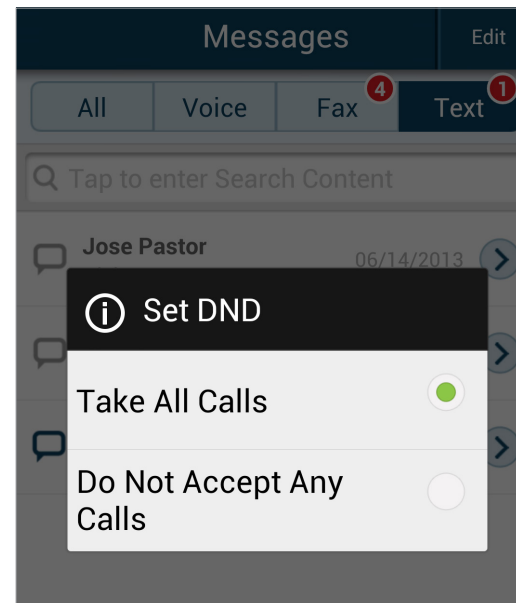 Messages
Edit
All
Voice
Fax
4
Text
1
Tap to enter Search Content
Jose Pastor
06/14/2013
Set DND
Take All Calls
Do Not Accept Any
Calls